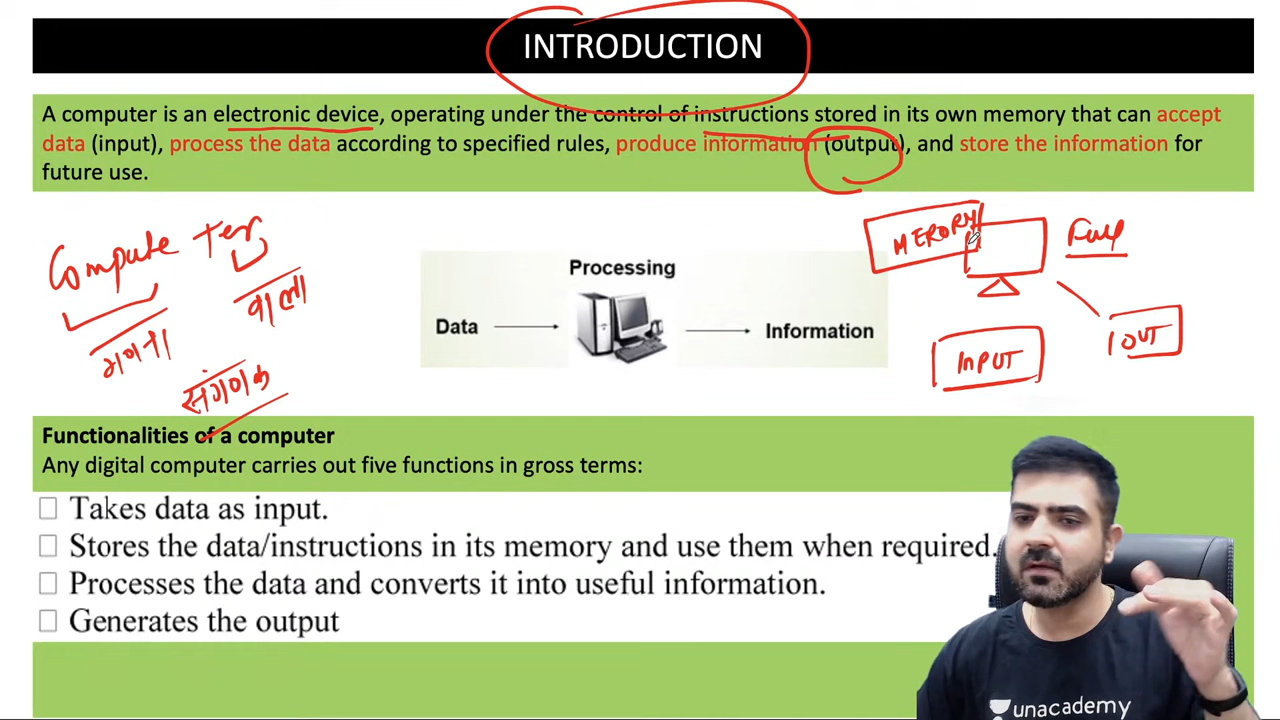 INTRODUCTION
A computer is an electronic device, operating under the control of instructions stored in its own memory that can accept
data (input), process the data according to specified rules, produce information (output), and store the information for
future use.
Compute
वाला
गणना
संगणक
Processing
Data
Information
MEMORY
INPUT
OUT
Functionalities of a computer
Any digital computer carries out five functions in gross terms:
Takes data as input.
Stores the data/instructions in its memory and use them when required.
Processes the data and converts it into useful information.
Generates the output
unacademy